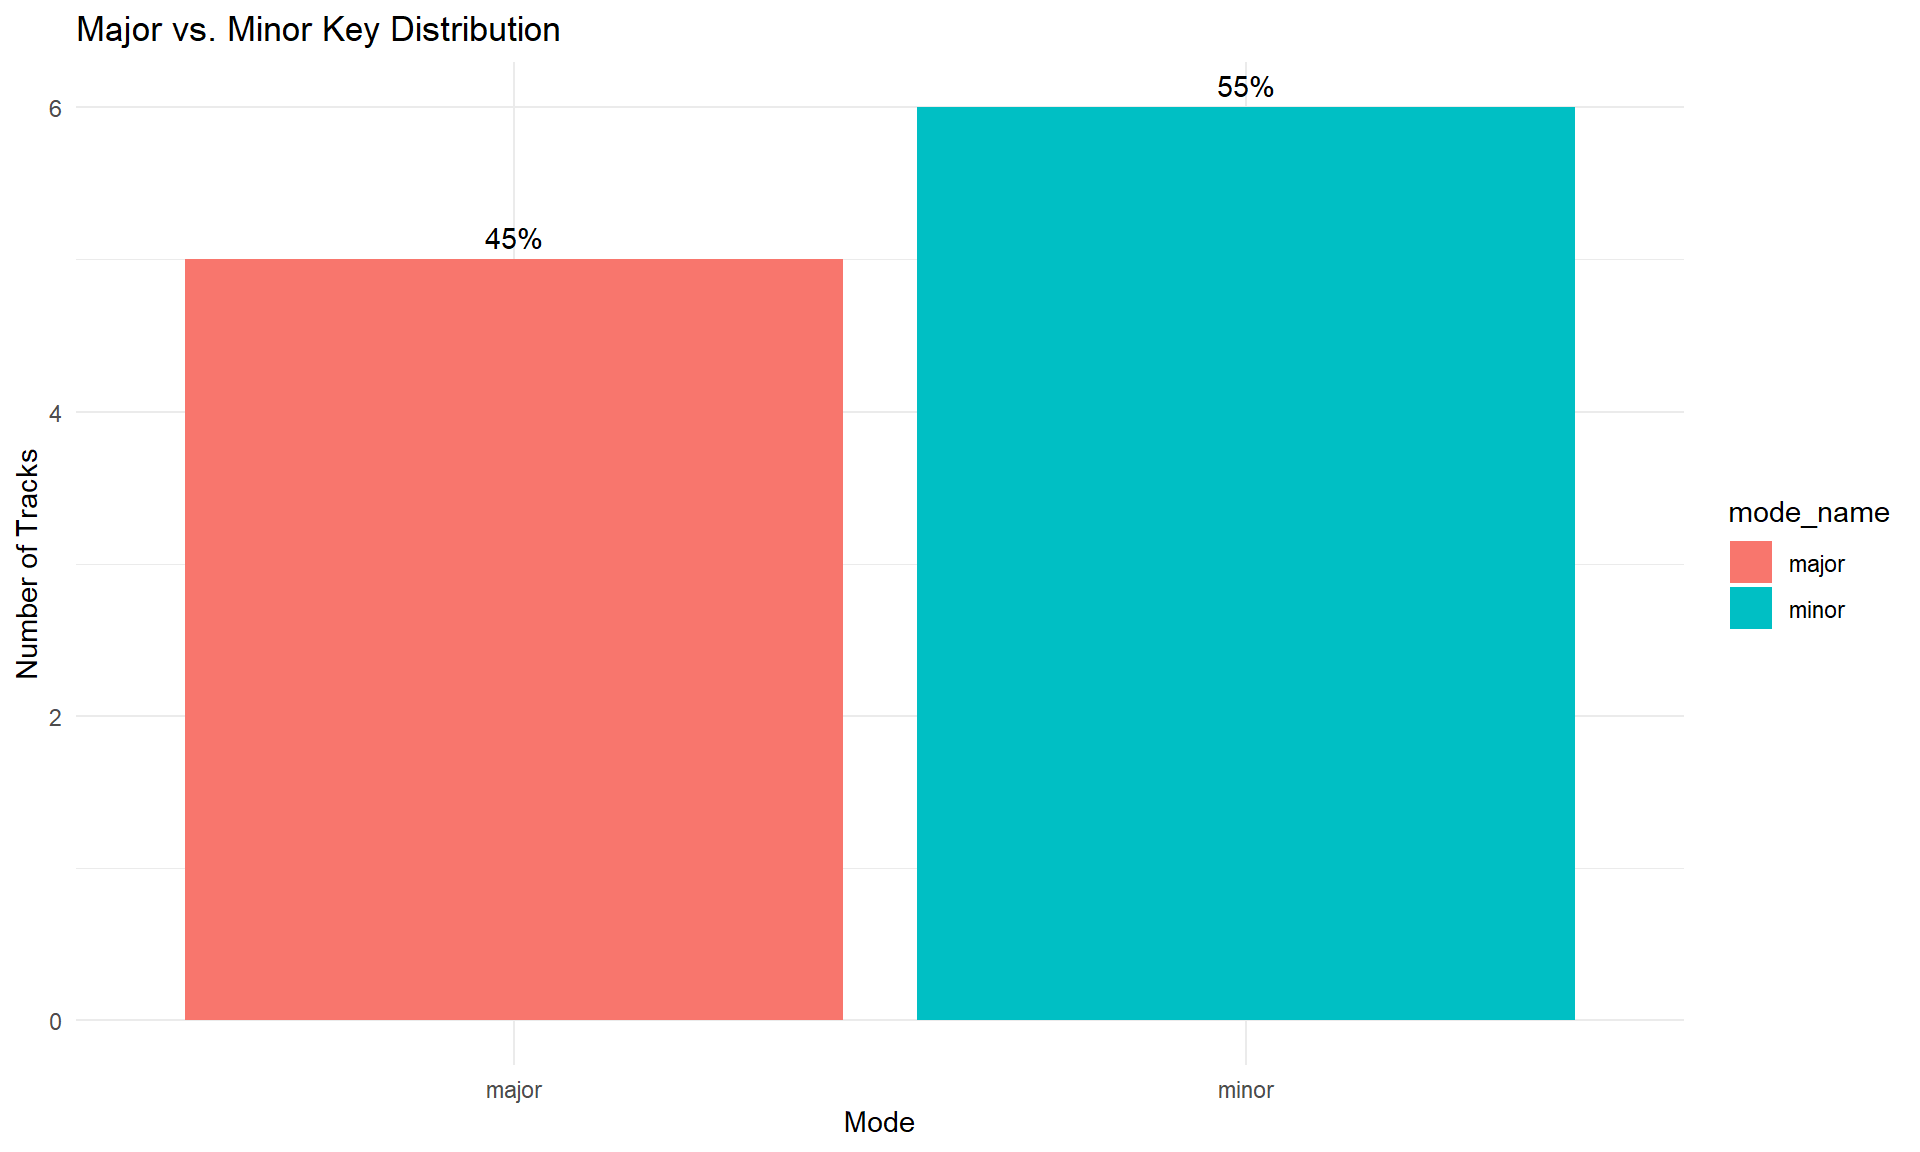 Major vs. Minor Key Distribution
Number of Tracks
6
4
2
0
45%
55%
major
minor
Mode
mode_name
major
minor